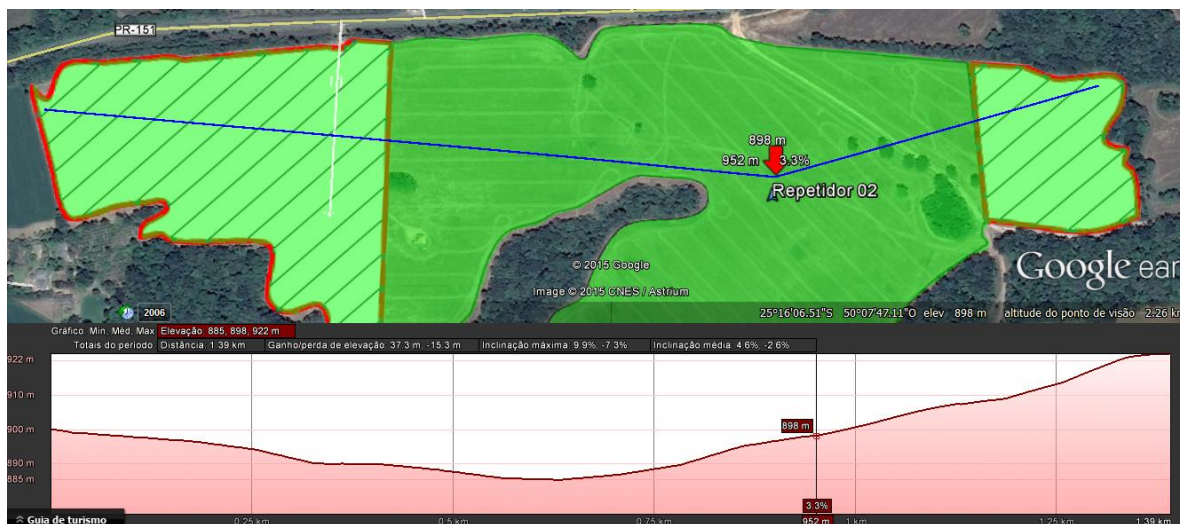 PR-151
898 m
952 m 3.3%
Repetidor 02
© 2015 Google
Image © 2015 CNES / Astrium
Google ear
2006
25°16'06.51"S 50°07'47.11"O elev 898 m altitude do ponto de visão 2.26 k
Gráfico Mín. Méd. Máx Elevação: 885, 898, 922 m
Totais do período Distância: 1.39 km Ganho/perda de elevação: 37.3 m, -15.3 m Inclinação máxima: 9.9%, -7.3% Inclinação média: 4.6%, -2.6%
922 m
910 m
900 m
898 m
890 m
885 m
3.3%
Guia de turismo 0.25 km 0.5 km 0.75 km 952 m 1 km 1.25 km 1.39 km